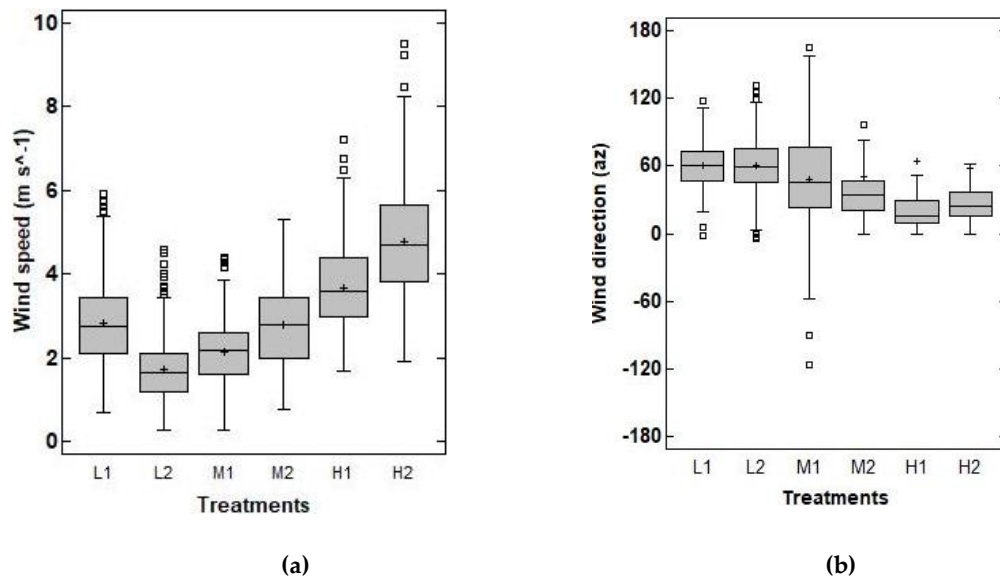 10
8
6
4
2
0
Wind speed (m s^-1)
L1 L2 M1 M2 H1 H2
Treatments
(a)
180
120
60
0
-60
-120
-180
Wind direction (az)
L1 L2 M1 M2 H1 H2
Treatments
(b)